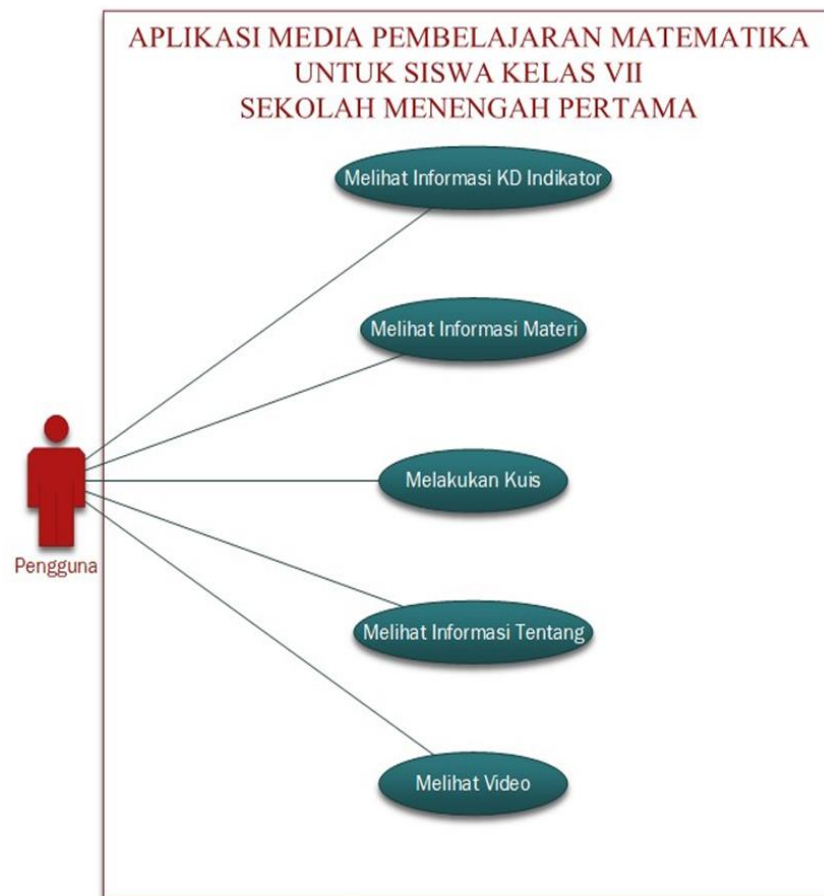 APLIKASI MEDIA PEMBELAJARAN MATEMATIKA
UNTUK SISWA KELAS VII
SEKOLAH MENENGAH PERTAMA
Melihat Informasi KD Indikator
Melihat Informasi Materi
Melakukan Kuis
Pengguna
Melihat Informasi Tentang
Melihat Video